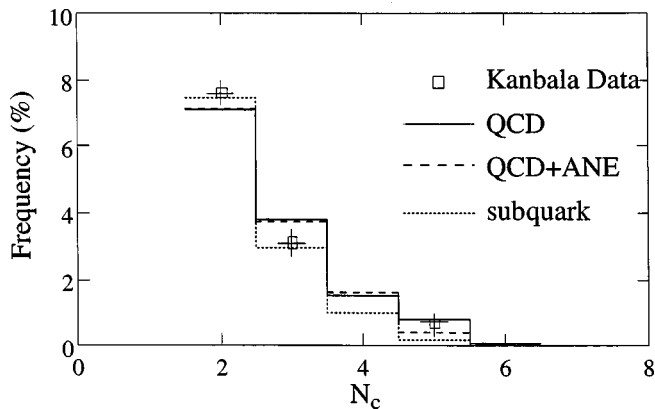 10
8
6
4
2
0
Frequency (%)
Kanbala Data
QCD
QCD+ANE
subquark
0
2
4
6
8
N_c